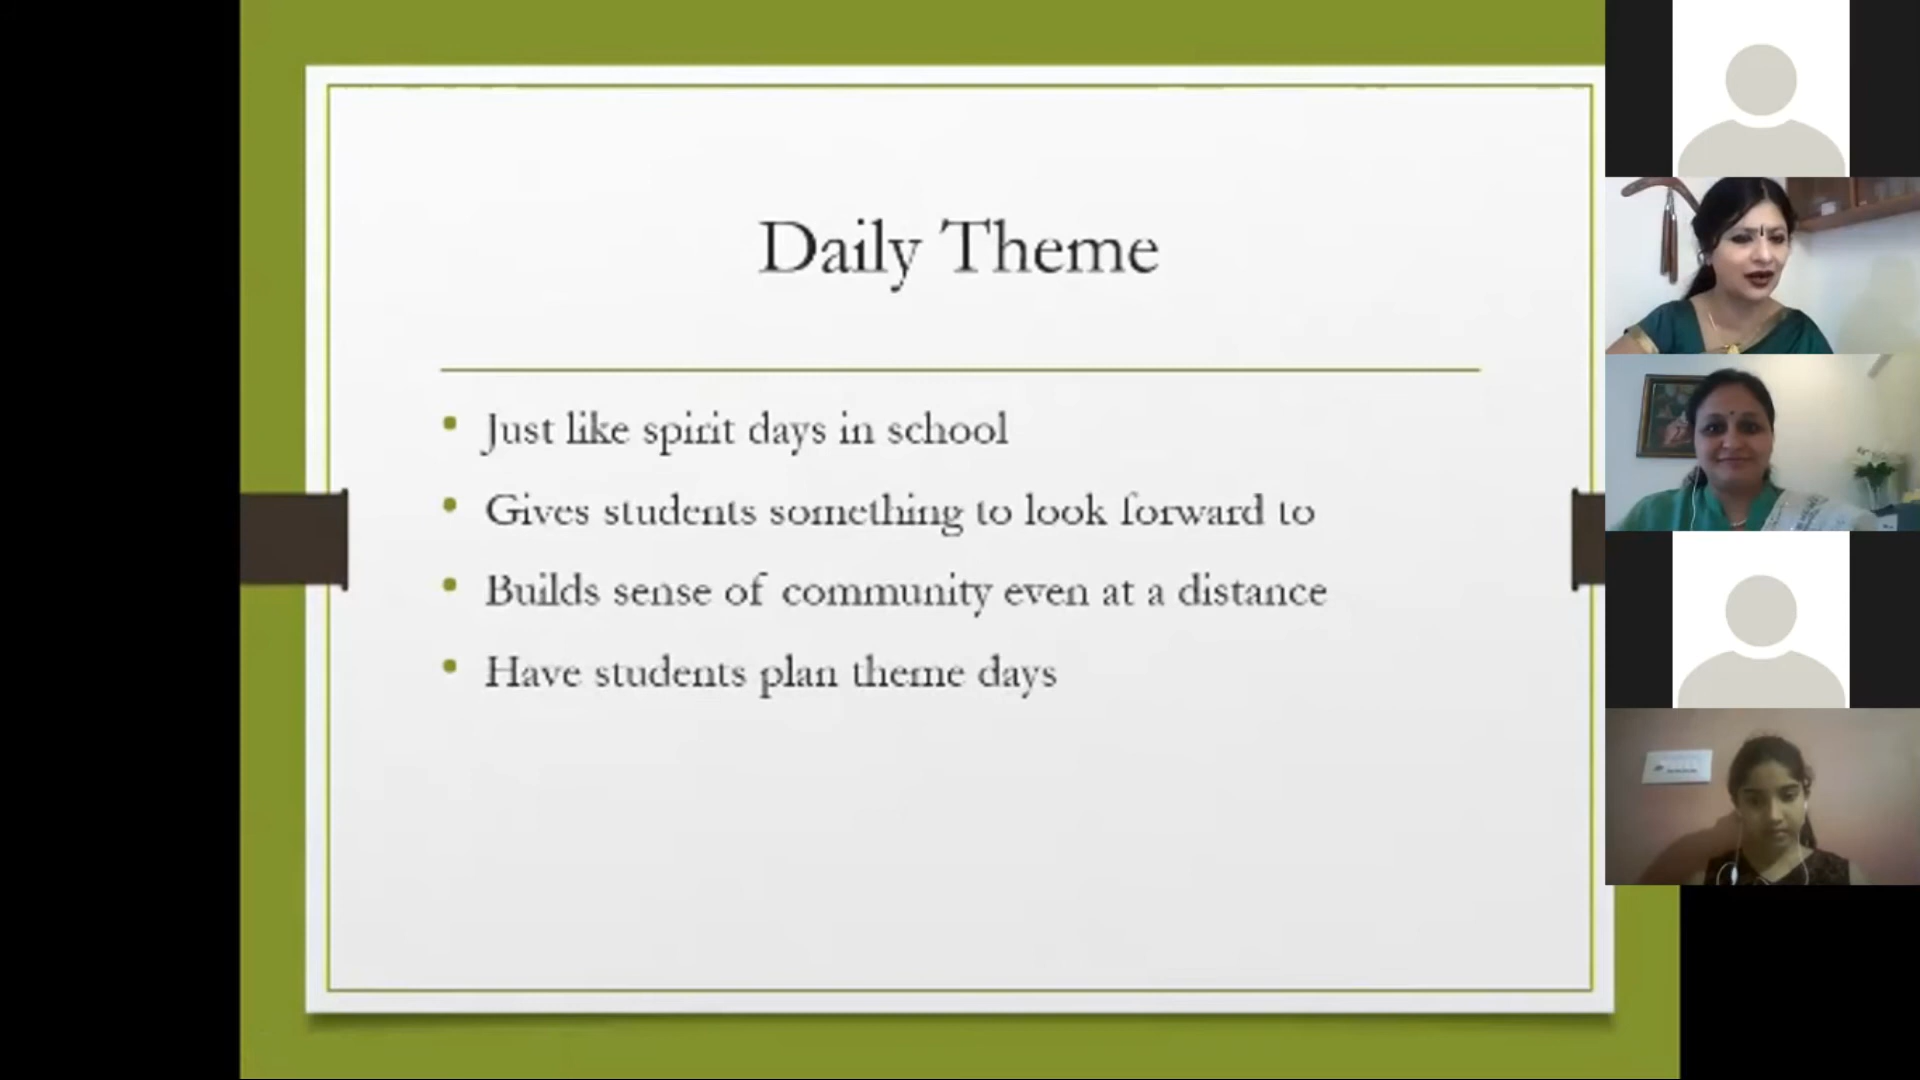 Daily Theme
Just like spirit days in school
Gives students something to look forward to
Builds sense of community even at a distance
Have students plan theme days